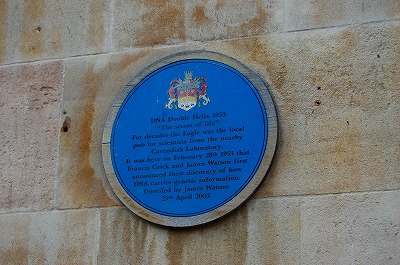 DNA Double Helix 1953
"The secret of life"
For decades the Eagle was the local
pub for scientists from the nearby
Cavendish Laboratory.
It was here on February 28th 1953 that
Francis Crick and James Watson first
announced their discovery of how
DNA carries genetic information.
Unveiled by James Watson
25th April 2003